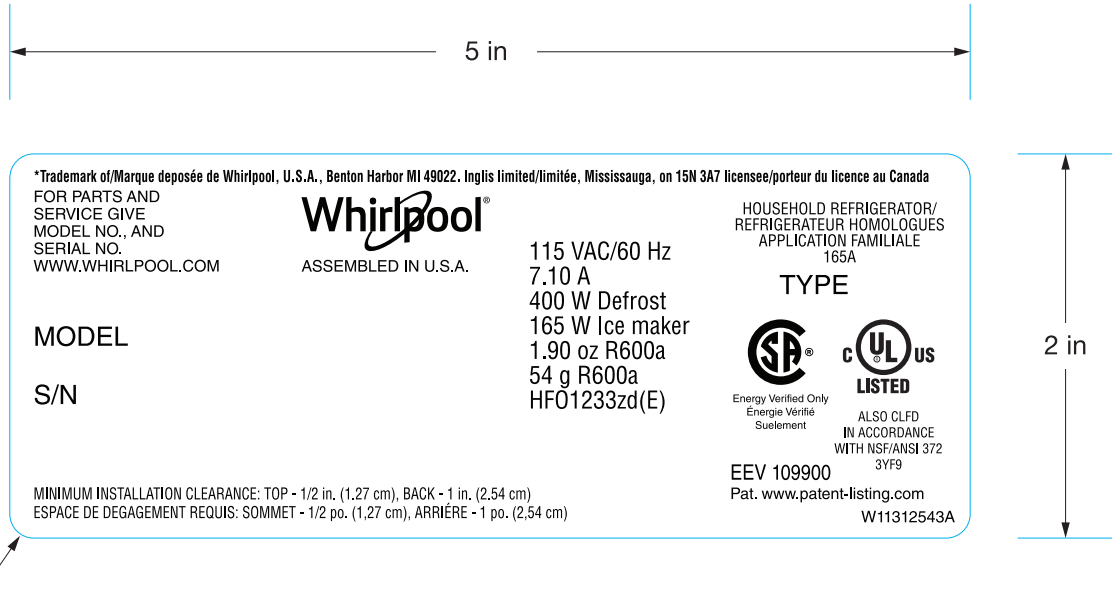 5 in
*Trademark of/Marque deposée de Whirlpool, U.S.A., Benton Harbor MI 49022. Inglis limited/limitée, Mississauga, on 15N 3A7 licensee/porteur du licence au Canada
FOR PARTS AND
SERVICE GIVE
MODEL NO., AND
SERIAL NO.
WWW.WHIRLPOOL.COM
Whirlpool®
ASSEMBLED IN U.S.A.
MODEL
S/N
115 VAC/60 Hz
7.10 A
400 W Defrost
165 W Ice maker
1.90 oz R600a
54 g R600a
HFO1233zd(E)
HOUSEHOLD REFRIGERATOR/
REFRIGERATEUR HOMOLOGUES
APPLICATION FAMILIALE
165A
TYPE
SA ®
Energy Verified Only
Énergie Vérifié
Suelement
C UL ® US
LISTED
ALSO CLFD
IN ACCORDANCE
WITH NSF/ANSI 372
3YF9
EEV 109900
Pat. www.patent-listing.com
W11312543A
MINIMUM INSTALLATION CLEARANCE: TOP - 1/2 in. (1.27 cm), BACK - 1 in. (2.54 cm)
ESPACE DE DEGAGEMENT REQUIS: SOMMET - 1/2 po. (1,27 cm), ARRIÉRE - 1 po. (2,54 cm)
2 in